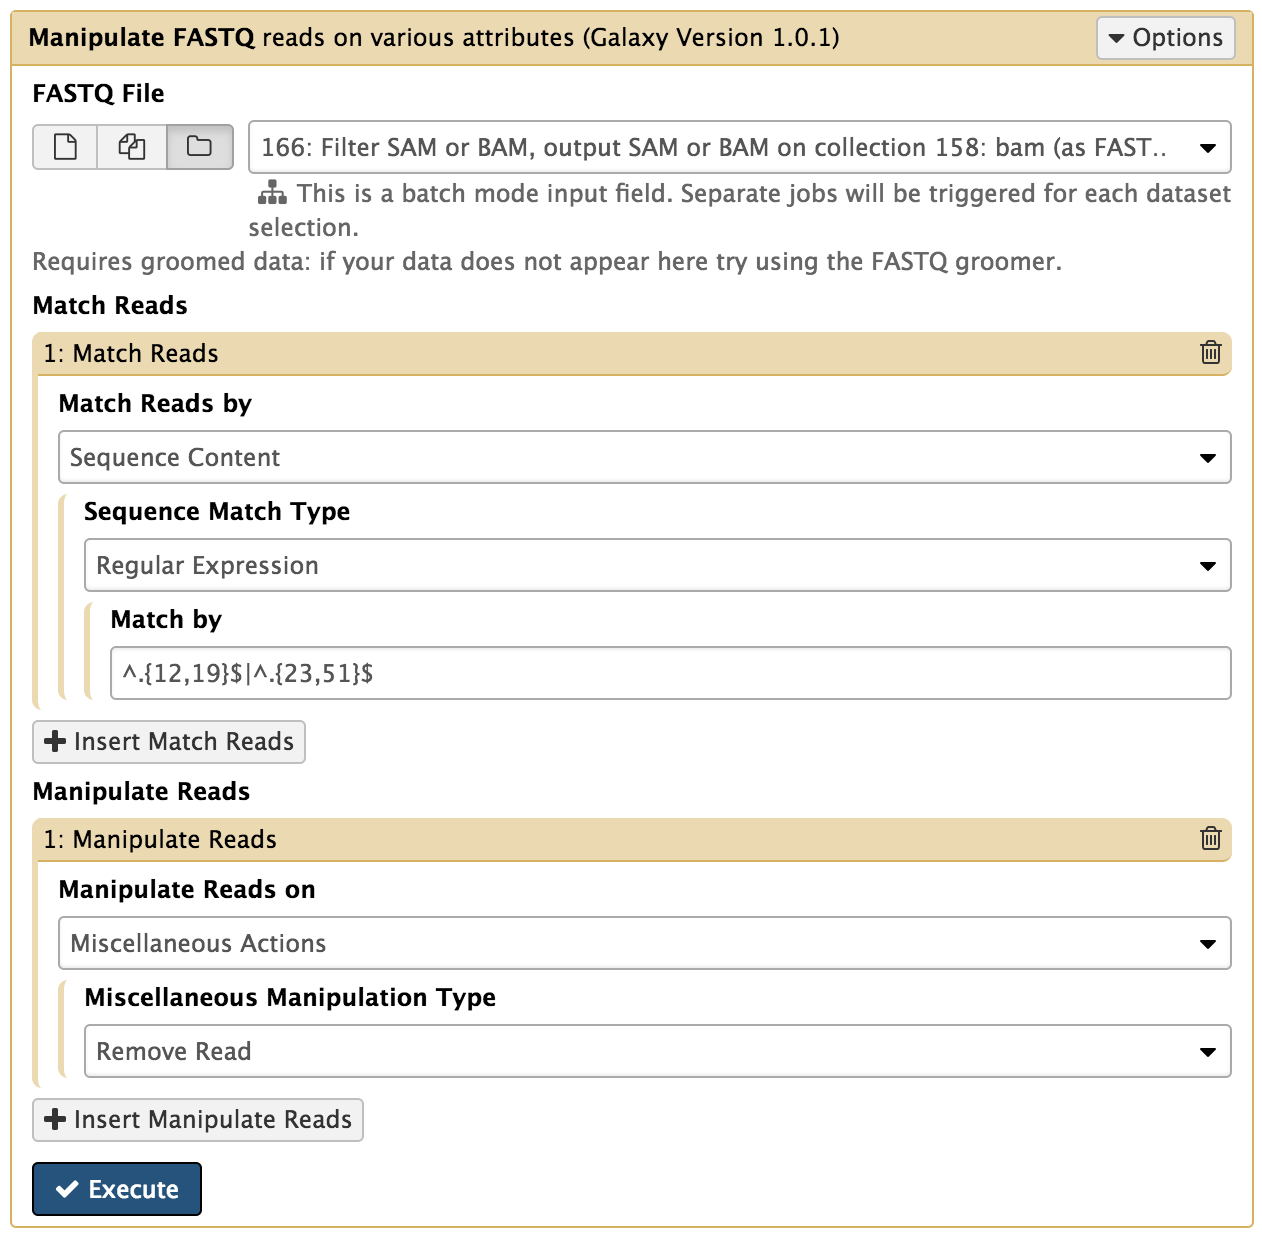 Manipulate FASTQ reads on various attributes (Galaxy Version 1.0.1)
Options
FASTQ File
166: Filter SAM or BAM, output SAM or BAM on collection 158: bam (as FAST..
This is a batch mode input field. Separate jobs will be triggered for each dataset
selection.
Requires groomed data: if your data does not appear here try using the FASTQ groomer.
Match Reads
1: Match Reads
Match Reads by
Sequence Content
Sequence Match Type
Regular Expression
Match by
^.{12,19}$|^.{23,51}$
Insert Match Reads
Manipulate Reads
1: Manipulate Reads
Manipulate Reads on
Miscellaneous Actions
Miscellaneous Manipulation Type
Remove Read
Insert Manipulate Reads
Execute